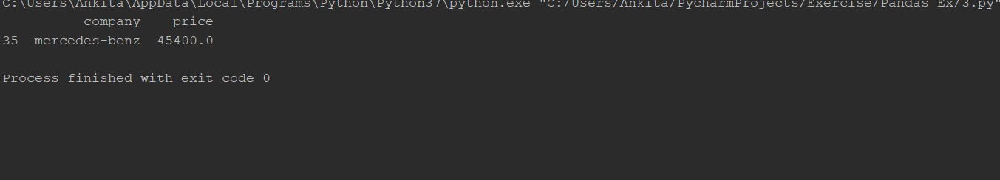 C:\Users\Ankita\AppData\Local\Programs\Python\Python37\python.exe "C:/Users/Ankita/PycharmProjects/Exercise/Pandas Ex/3.py"
company price
35 mercedes-benz 45400.0
Process finished with exit code 0